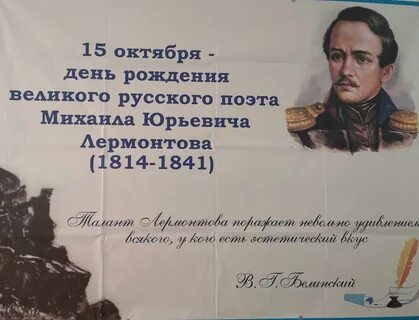 15 октября -
день рождения
великого русского поэта
Михаила Юрьевича
Лермонтова
(1814-1841)
Талант Лермонтова поражает невольно удивлением
всякого, у кого есть эстетический вкус
В. Г. Белинский